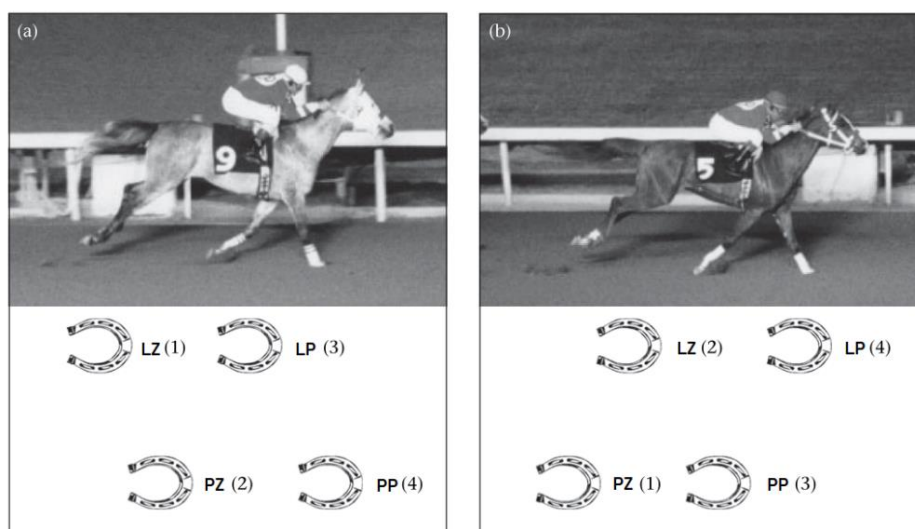 (a)
(b)
9
5
LZ (1)
LP (3)
LZ (2)
LP (4)
PZ (2)
PP (4)
PZ (1)
PP (3)